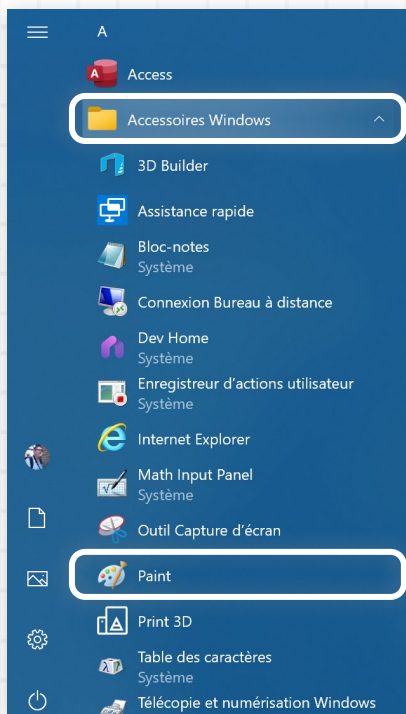 A
Access
Accessoires Windows
3D Builder
Assistance rapide
Bloc-notes
Système
Connexion Bureau à distance
Dev Home
Système
Enregistreur d'actions utilisateur
Système
Internet Explorer
Math Input Panel
Système
Outil Capture d'écran
Paint
Print 3D
Table des caractères
Système
Télécopie et numérisation Windows